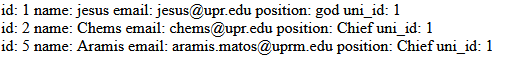 id: 1 name: jesus email: jesus@upr.edu position: god uni_id: 1
id: 2 name: Chems email: chems@upr.edu position: Chief uni_id: 1
id: 5 name: Aramis email: aramis.matos@uprm.edu position: Chief uni_id: 1